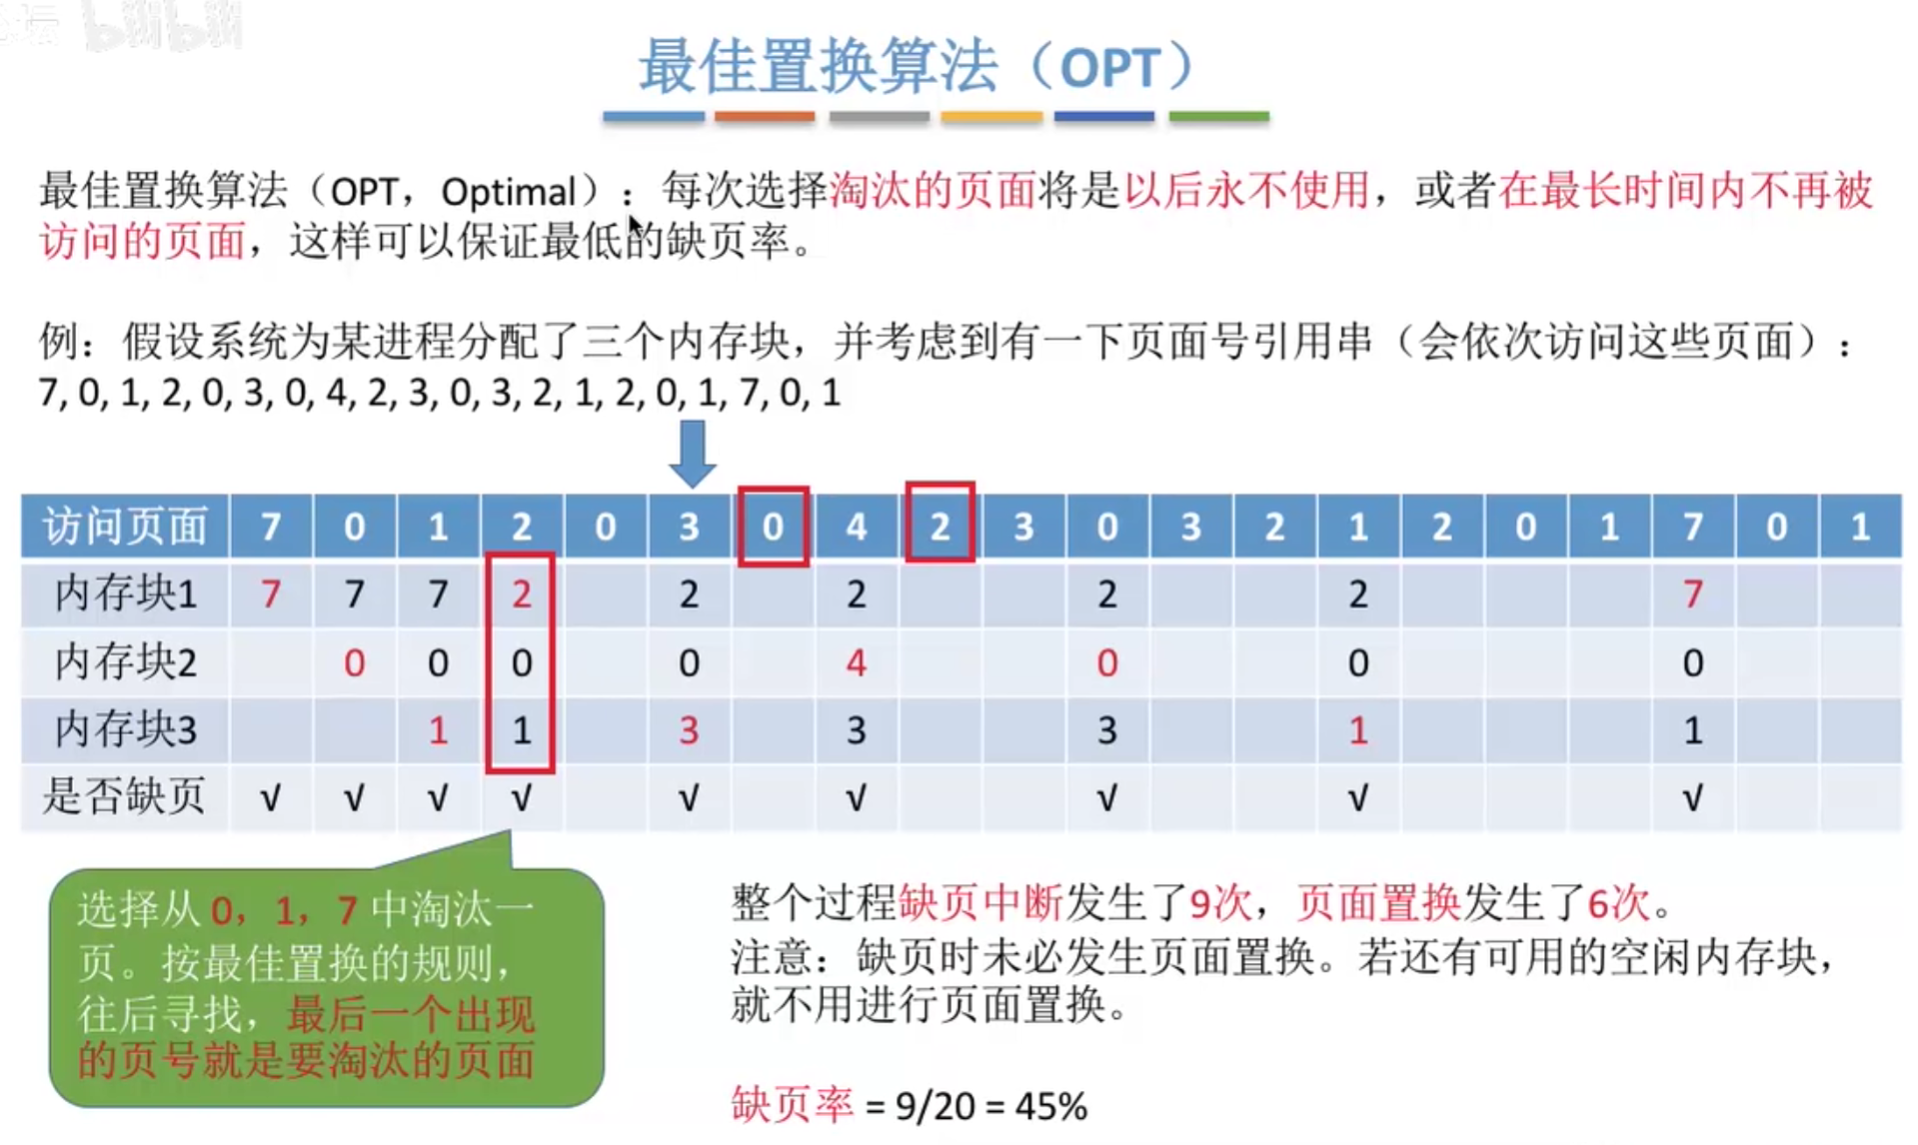 bilibili
最佳置换算法（OPT）
最佳置换算法（OPT，Optimal）：每次选择淘汰的页面将是以后永不使用，或者在最长时间内不再被
访问的页面，这样可以保证最低的缺页率。
例：假设系统为某进程分配了三个内存块，并考虑到有一下页面号引用串（会依次访问这些页面）：
7, 0, 1, 2, 0, 3, 0, 4, 2, 3, 0, 3, 2, 1, 2, 0, 1, 7, 0, 1
访问页面 7 0 1 2 0 3 0 4 2 3 0 3 2 1 2 0 1 7 0 1
内存块1 7 7 7 2 2 2 2 2 7
内存块2 0 0 0 0 4 0 0 0
内存块3 1 1 3 3 3 1 1
是否缺页 √ √ √ √ √ √ √ √ √
选择从 0，1，7 中淘汰一
页。按最佳置换的规则，
往后寻找，最后一个出现
的页号就是要淘汰的页面
整个过程缺页中断发生了9次，页面置换发生了6次。
注意：缺页时未必发生页面置换。若还有可用的空闲内存块，
就不用进行页面置换。
缺页率 = 9/20 = 45%